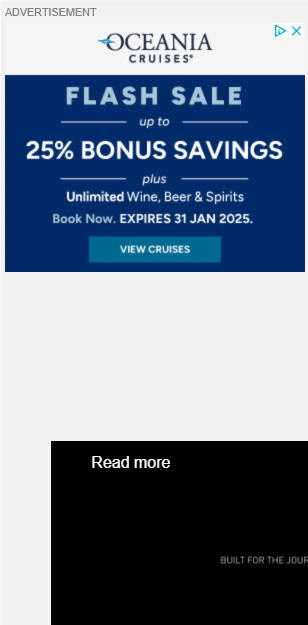 ADVERTISEMENT
OCEANIA
CRUISES®
FLASH SALE
up to
25% BONUS SAVINGS
plus
Unlimited Wine, Beer & Spirits
Book Now. EXPIRES 31 JAN 2025.
VIEW CRUISES
Read more
BUILT FOR THE JOUR